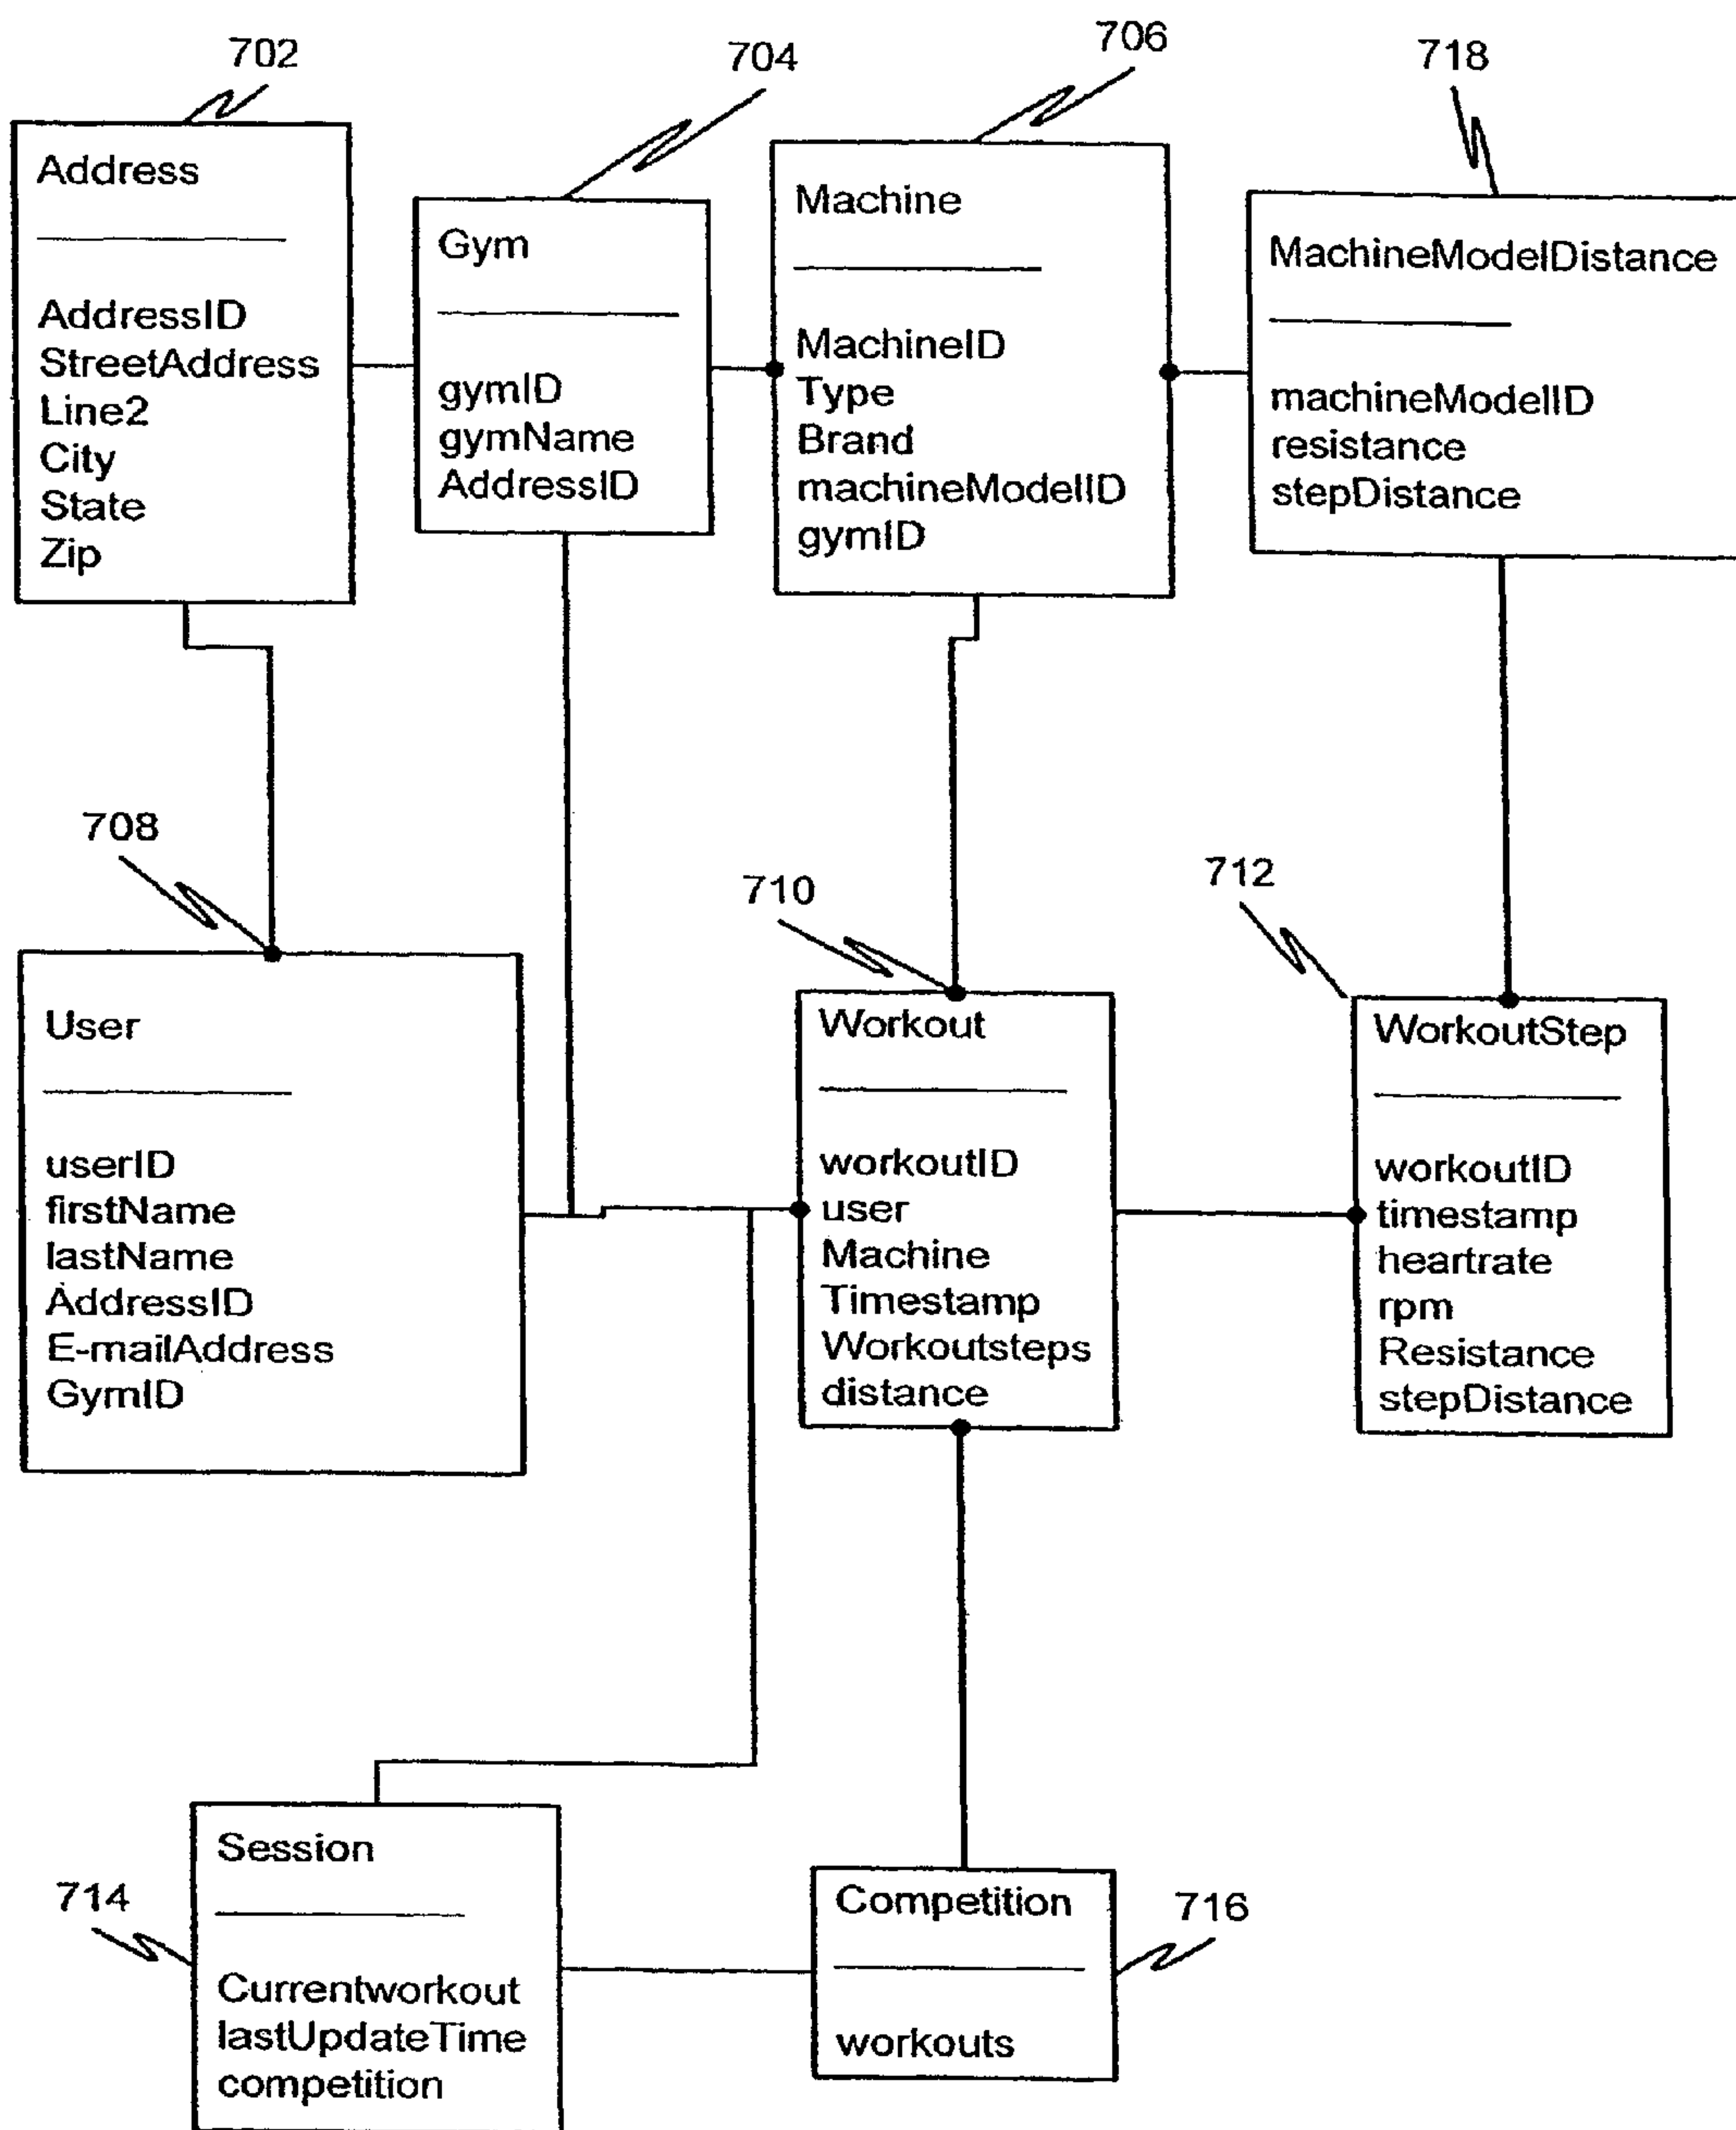 702
704
706
718
Address
AddressID
StreetAddress
Line2
City
State
Zip
Gym
gymID
gymName
AddressID
Machine
MachineID
Type
Brand
machineModelID
gymID
MachineModelDistance
machineModelID
resistance
stepDistance
708
710
712
User
userID
firstName
lastName
AddressID
E-mailAddress
GymID
Workout
workoutID
user
Machine
Timestamp
Workoutsteps
distance
WorkoutStep
workoutID
timestamp
heartrate
rpm
Resistance
stepDistance
714
Session
Currentworkout
lastUpdateTime
competition
Competition
workouts
716